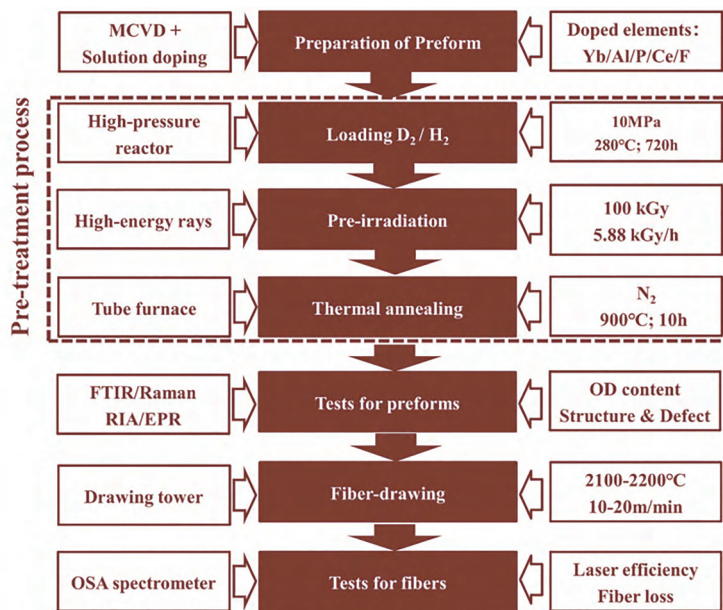 MCVD +
Solution doping
Preparation of Preform
Doped elements:
Yb/Al/P/Ce/F
Pre-treatment process
High-pressure
reactor
Loading D₂ / H₂
10MPa
280℃; 720h
High-energy rays
Pre-irradiation
100 kGy
5.88 kGy/h
Tube furnace
Thermal annealing
N₂
900℃; 10h
FTIR/Raman
RIA/EPR
Tests for preforms
OD content
Structure & Defect
Drawing tower
Fiber-drawing
2100-2200℃
10-20m/min
OSA spectrometer
Tests for fibers
Laser efficiency
Fiber loss